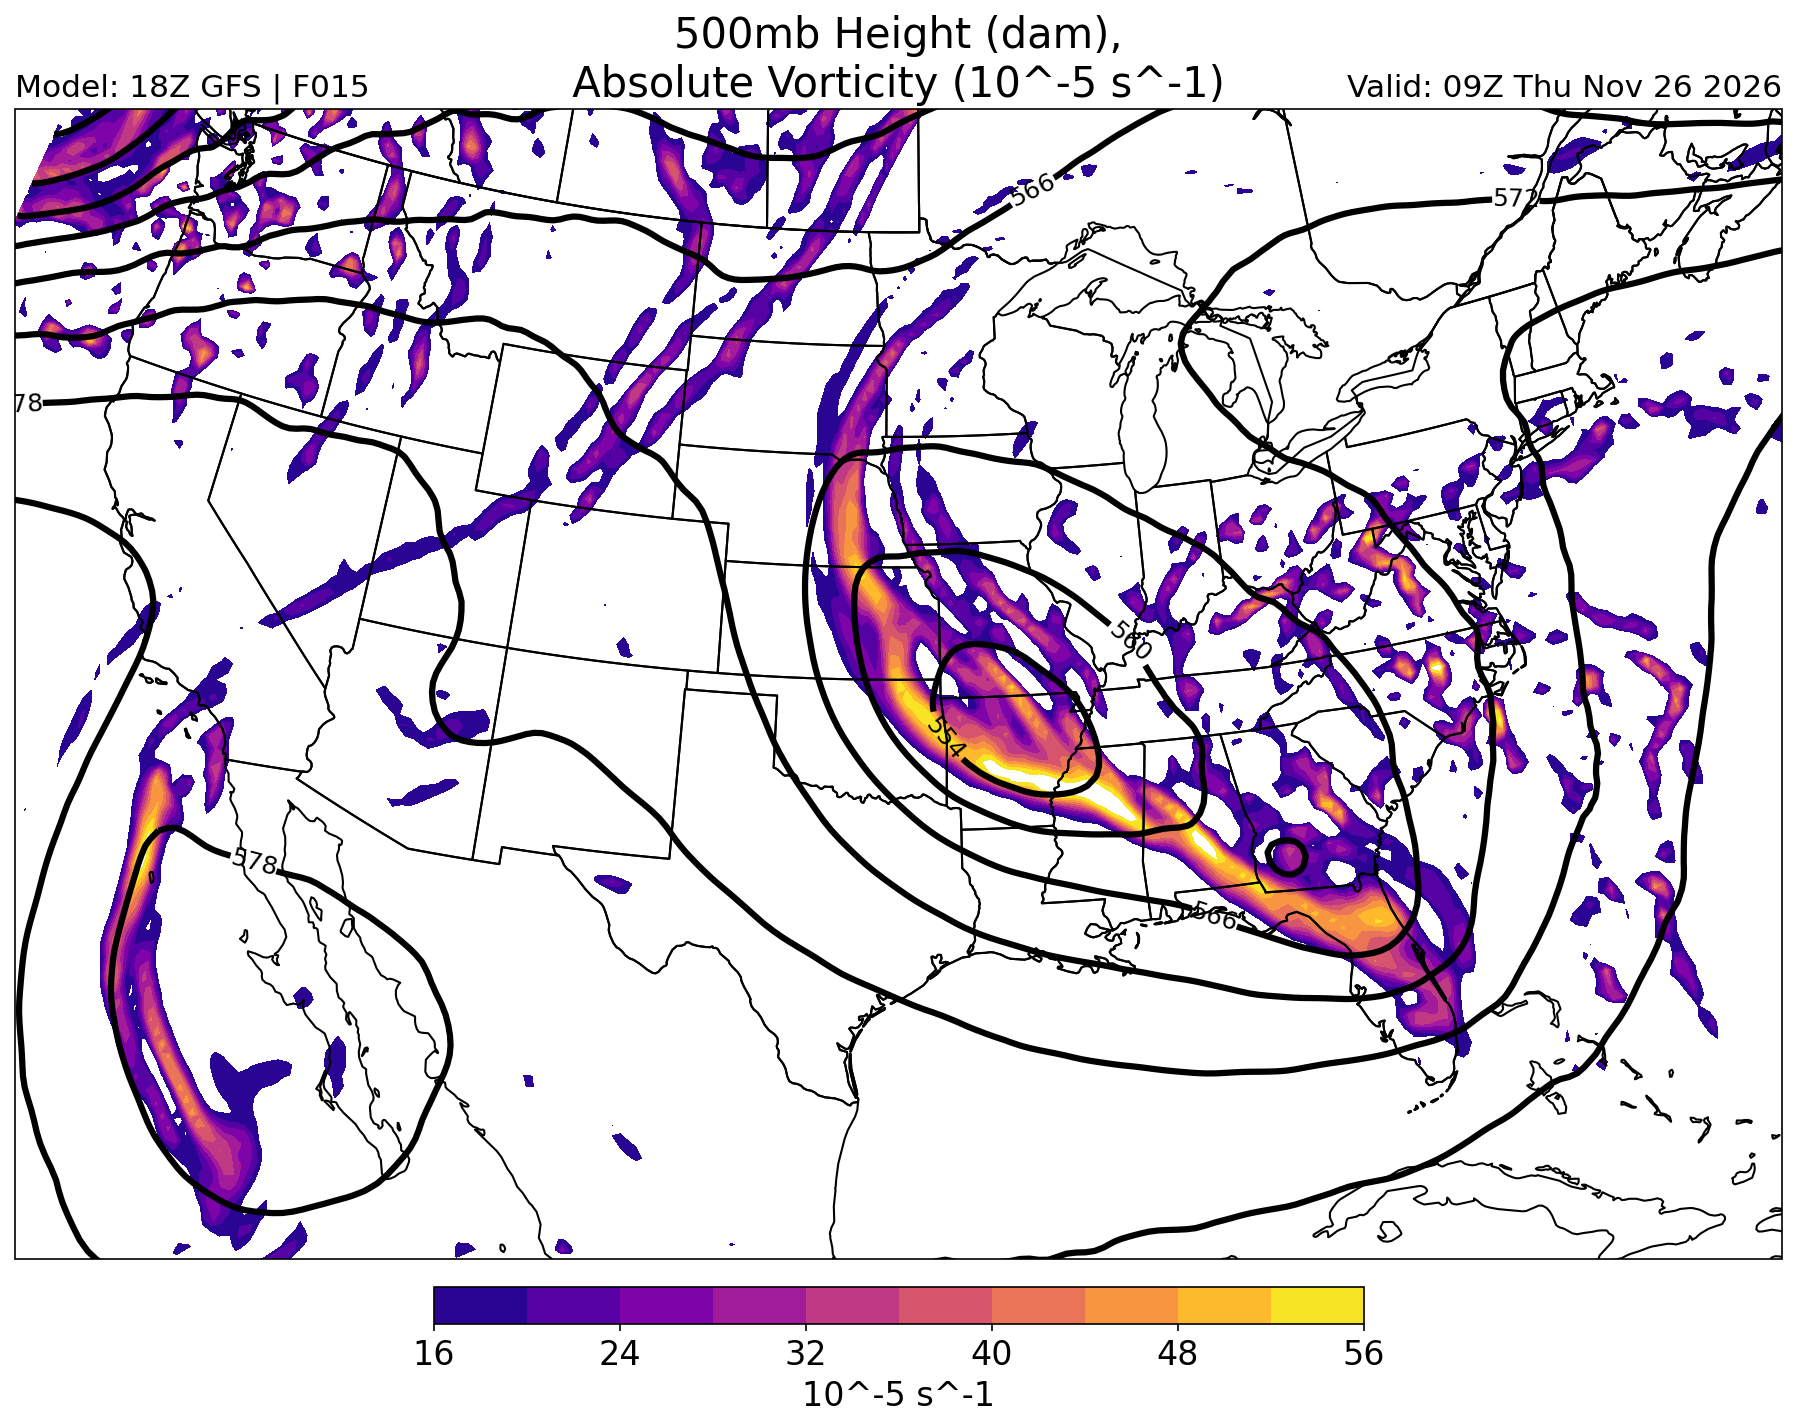 500mb Height (dam),
Model: 18Z GFS | F015
Absolute Vorticity (10^-5 s^-1)
Valid: 09Z Thu Nov 26 2026
566
572
78
560
554
578
566
16 24 32 40 48 56
10^-5 s^-1